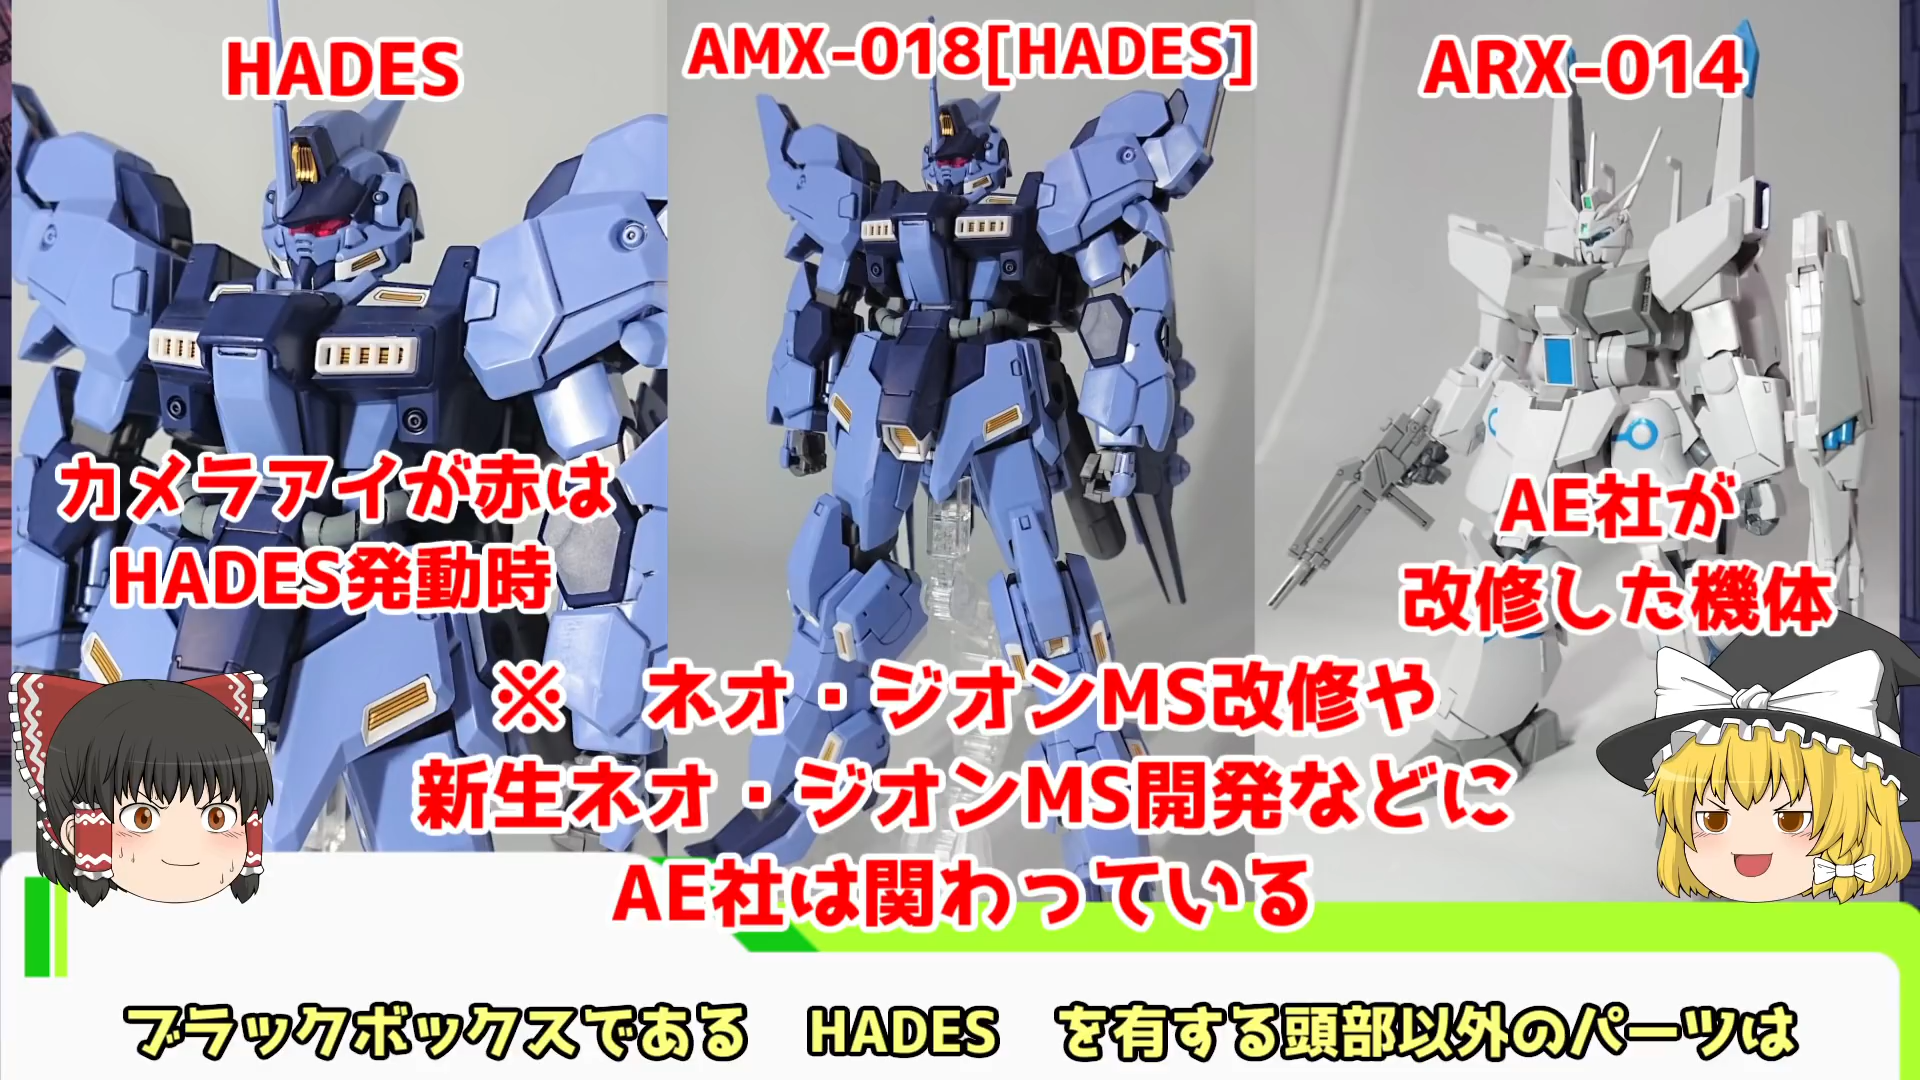 HADES
AMX-018[HADES]
ARX-014
カメラアイが赤は
HADES発動時
AE社が
改修した機体
※　ネオ・ジオンMS改修や
新生ネオ・ジオンMS開発などに
AE社は関わっている
ブラックボックスである　HADES　を有する頭部以外のパーツは